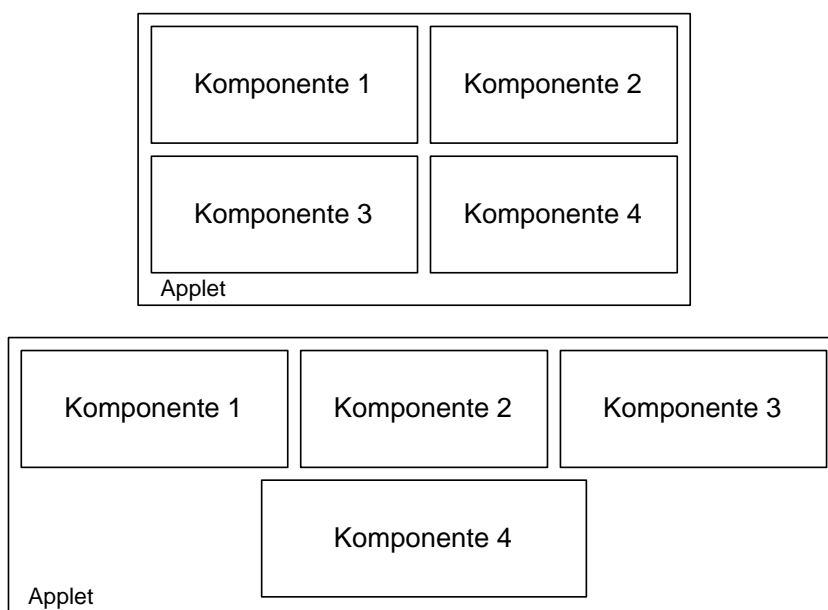 Komponente 1 Komponente 2
Komponente 3 Komponente 4
Applet
Komponente 1 Komponente 2 Komponente 3
Komponente 4
Applet